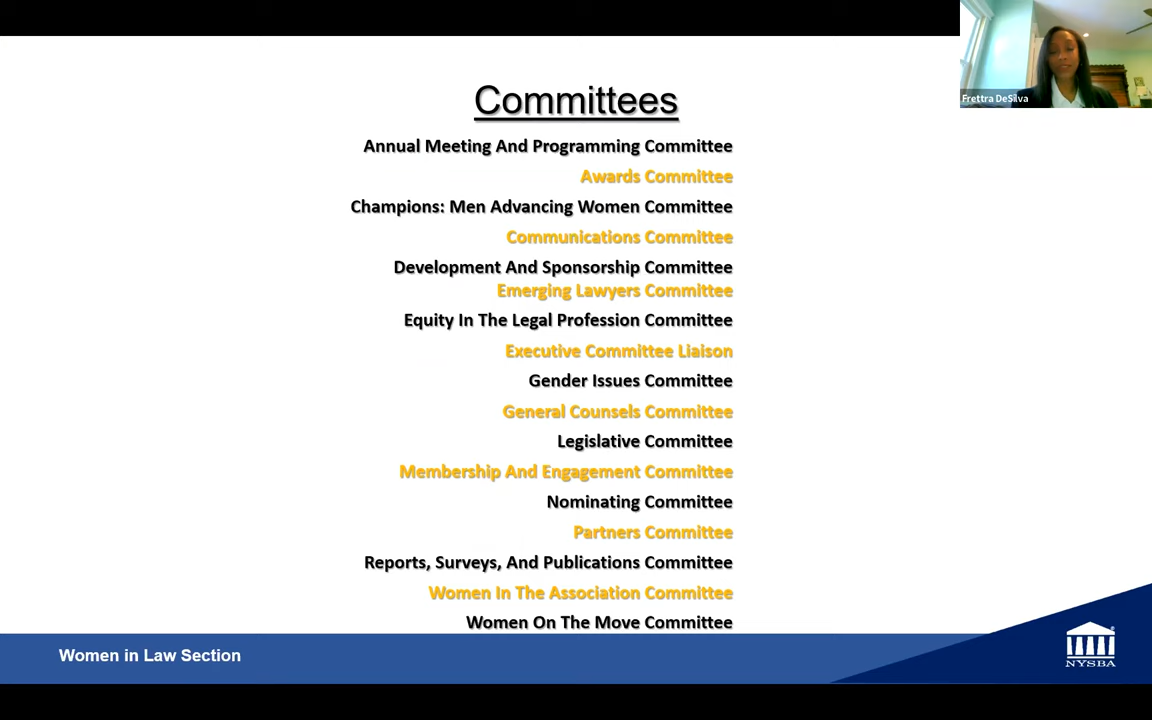 Frettra DeSilva
Committees
Annual Meeting And Programming Committee
Awards Committee
Champions: Men Advancing Women Committee
Communications Committee
Development And Sponsorship Committee
Emerging Lawyers Committee
Equity In The Legal Profession Committee
Executive Committee Liaison
Gender Issues Committee
General Counsels Committee
Legislative Committee
Membership And Engagement Committee
Nominating Committee
Partners Committee
Reports, Surveys, And Publications Committee
Women In The Association Committee
Women On The Move Committee
Women in Law Section
NYSBA